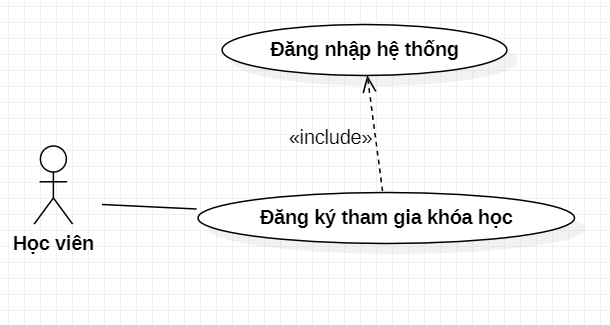 Đăng nhập hệ thống
«include»
Đăng ký tham gia khóa học
Học viên